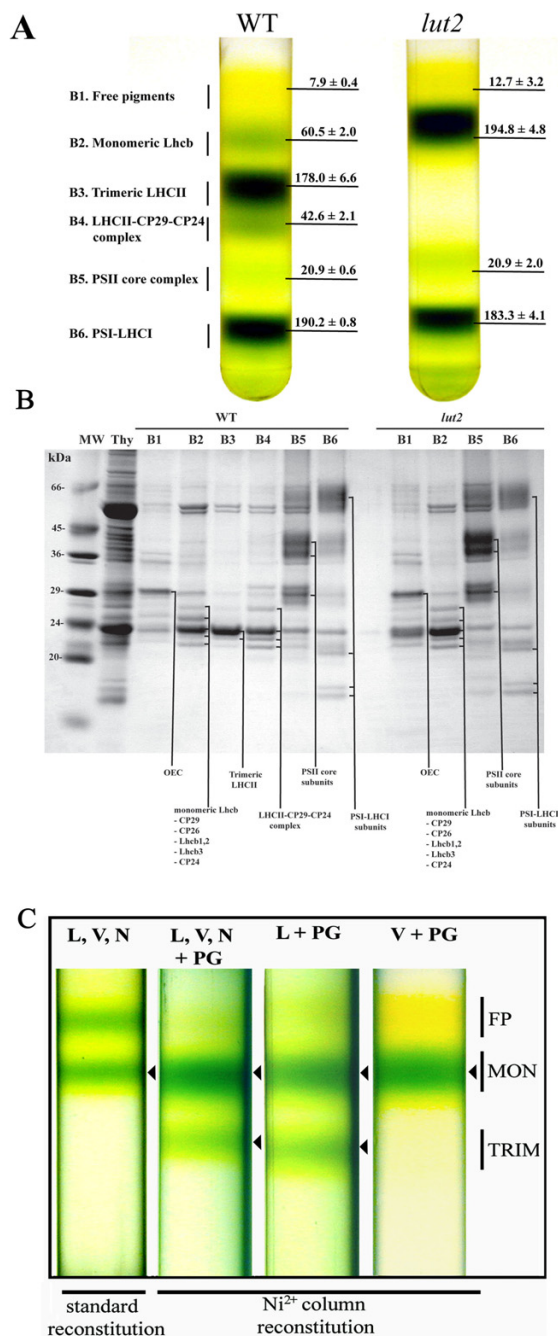 A
WT
lut2
B1. Free pigments
7.9 ± 0.4
12.7 ± 3.2
B2. Monomeric Lhcb
60.5 ± 2.0
194.8 ± 4.8
B3. Trimeric LHCII
178.0 ± 6.6
B4. LHCII-CP29-CP24
complex
42.6 ± 2.1
B5. PSII core complex
20.9 ± 0.6
20.9 ± 2.0
B6. PSI-LHCI
190.2 ± 0.8
183.3 ± 4.1
B
WT
lut2
MW Thy B1 B2 B3 B4 B5 B6 B1 B2 B5 B6
kDa
66-
45-
36-
29-
24-
20-
OEC
Trimeric
LHCII
PSII core
subunits
OEC
PSII core
subunits
monomeric Lhcb
- CP29
- CP26
- Lhcb1,2
- Lhcb3
- CP24
LHCII-CP29-CP24
complex
PSI-LHCI
subunits
monomeric Lhcb
- CP29
- CP26
- Lhcb1,2
- Lhcb3
- CP24
PSI-LHCI
subunits
C
L, V, N
L, V, N
+ PG
L + PG
V + PG
FP
MON
TRIM
standard
reconstitution
Ni²⁺ column
reconstitution